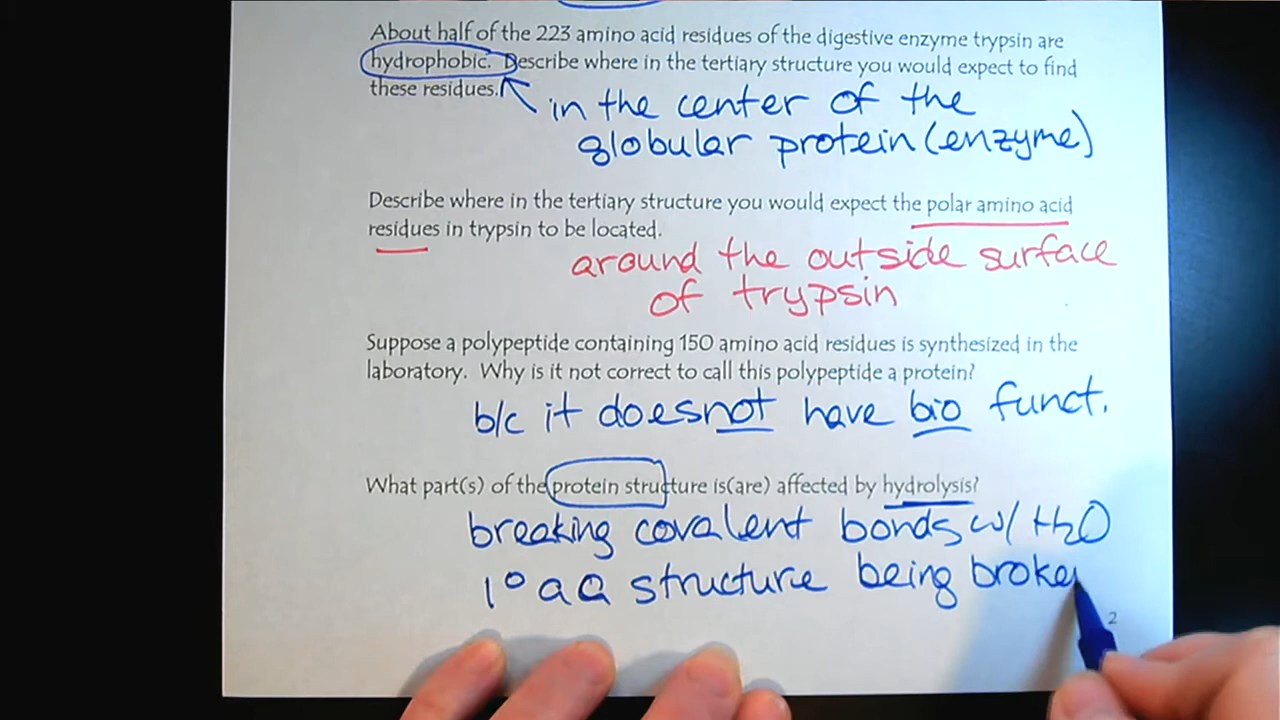 About half of the 223 amino acid residues of the digestive enzyme trypsin are
hydrophobic. Describe where in the tertiary structure you would expect to find
these residues.
in the center of the
globular protein (enzyme)
Describe where in the tertiary structure you would expect the polar amino acid
residues in trypsin to be located.
around the outside surface
of trypsin
Suppose a polypeptide containing 150 amino acid residues is synthesized in the
laboratory. Why is it not correct to call this polypeptide a protein?
b/c it does not have bio funct.
What part(s) of the protein structure is(are) affected by hydrolysis?
breaking covalent bonds w/ H2O
1° aa structure being broke
2